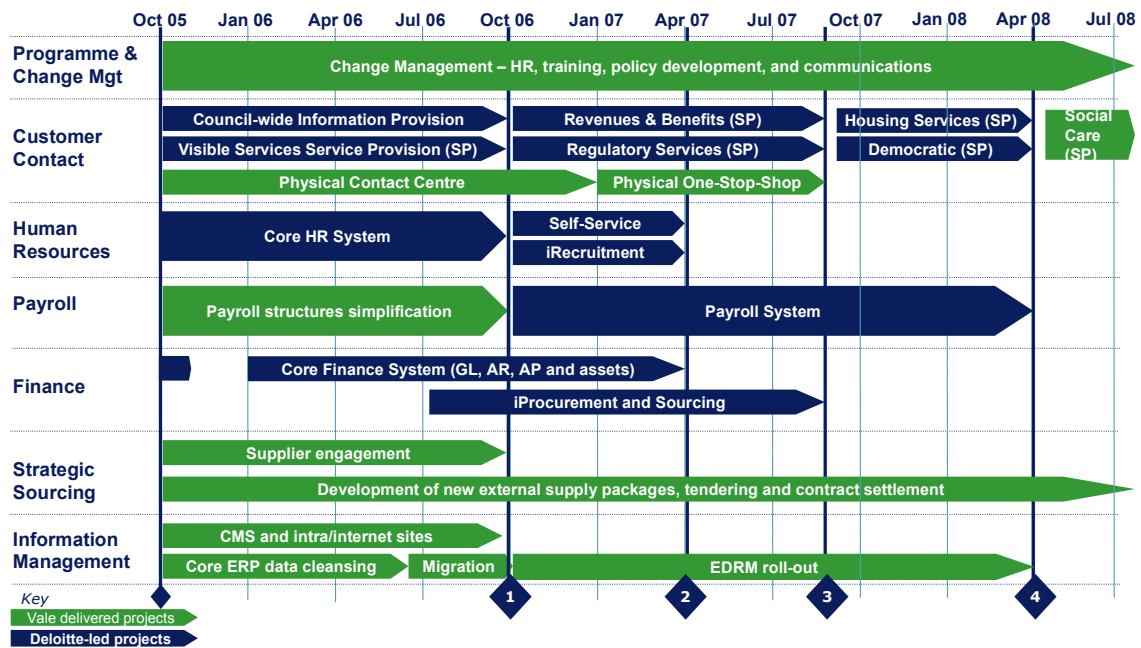 Oct 05 Jan 06 Apr 06 Jul 06 Oct 06 Jan 07 Apr 07 Jul 07 Oct 07 Jan 08 Apr 08 Jul 08
Programme &
Change Mgt
Change Management – HR, training, policy development, and communications
Customer
Contact
Council-wide Information Provision
Revenues & Benefits (SP)
Housing Services (SP)
Social
Care
(SP)
Visible Services Service Provision (SP)
Regulatory Services (SP)
Democratic (SP)
Physical Contact Centre
Physical One-Stop-Shop
Human
Resources
Core HR System
Self-Service
iRecruitment
Payroll
Payroll structures simplification
Payroll System
Finance
Core Finance System (GL, AR, AP and assets)
iProcurement and Sourcing
Strategic
Sourcing
Supplier engagement
Development of new external supply packages, tendering and contract settlement
Information
Management
CMS and intra/internet sites
Core ERP data cleansing
Migration
EDRM roll-out
1 2 3 4
Key
Vale delivered projects
Deloitte-led projects